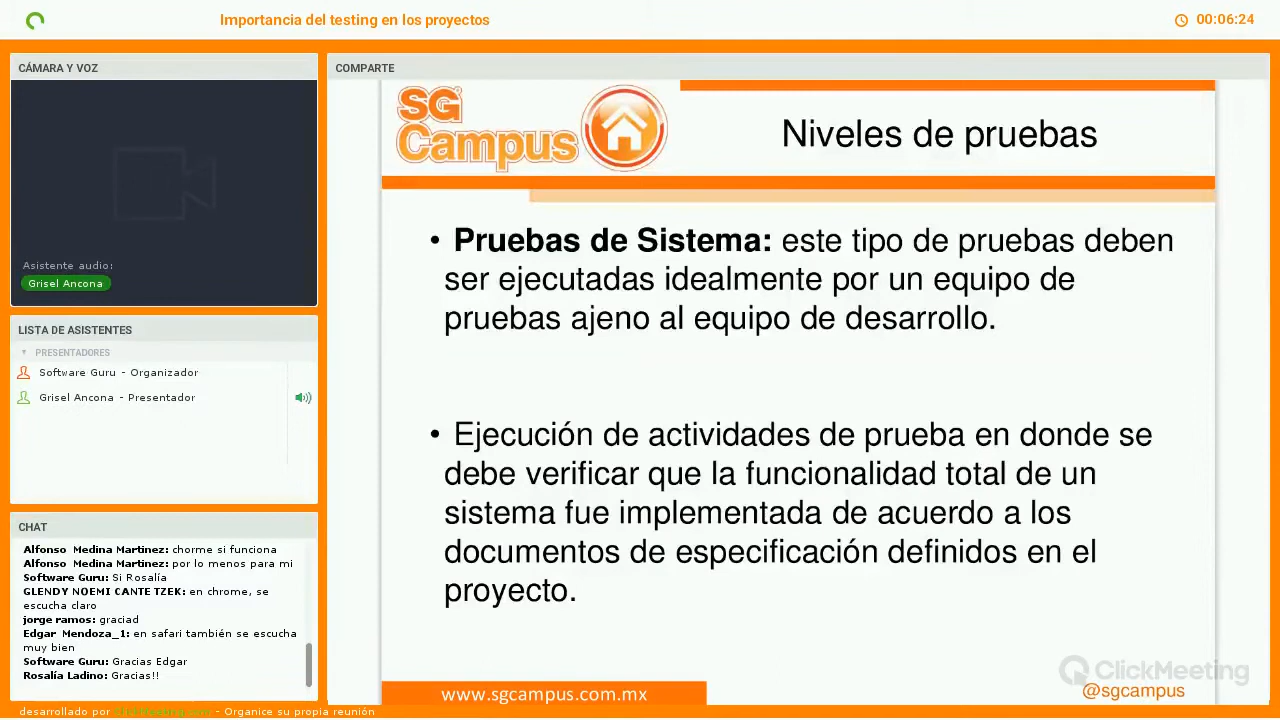 Importancia del testing en los proyectos
00:06:24
CÁMARA Y VOZ
Asistente audio:
Grisel Ancona
LISTA DE ASISTENTES
PRESENTADORES
Software Guru - Organizador
Grisel Ancona - Presentador
CHAT
Alfonso Medina Martinez: chorme si funciona
Alfonso Medina Martinez: por lo menos para mi
Software Guru: Si Rosalía
GLENDY NOEMI CANTE TZEK: en chrome, se
escucha claro
jorge ramos: graciad
Edgar Mendoza_1: en safari también se escucha
muy bien
Software Guru: Gracias Edgar
Rosalía Ladino: Gracias!!
desarrollado por ClickMeeting.com - Organice su propia reunión
COMPARTE
SG
Campus
Niveles de pruebas
• Pruebas de Sistema: este tipo de pruebas deben
ser ejecutadas idealmente por un equipo de
pruebas ajeno al equipo de desarrollo.
• Ejecución de actividades de prueba en donde se
debe verificar que la funcionalidad total de un
sistema fue implementada de acuerdo a los
documentos de especificación definidos en el
proyecto.
ClickMeeting
www.sgcampus.com.mx
@sgcampus